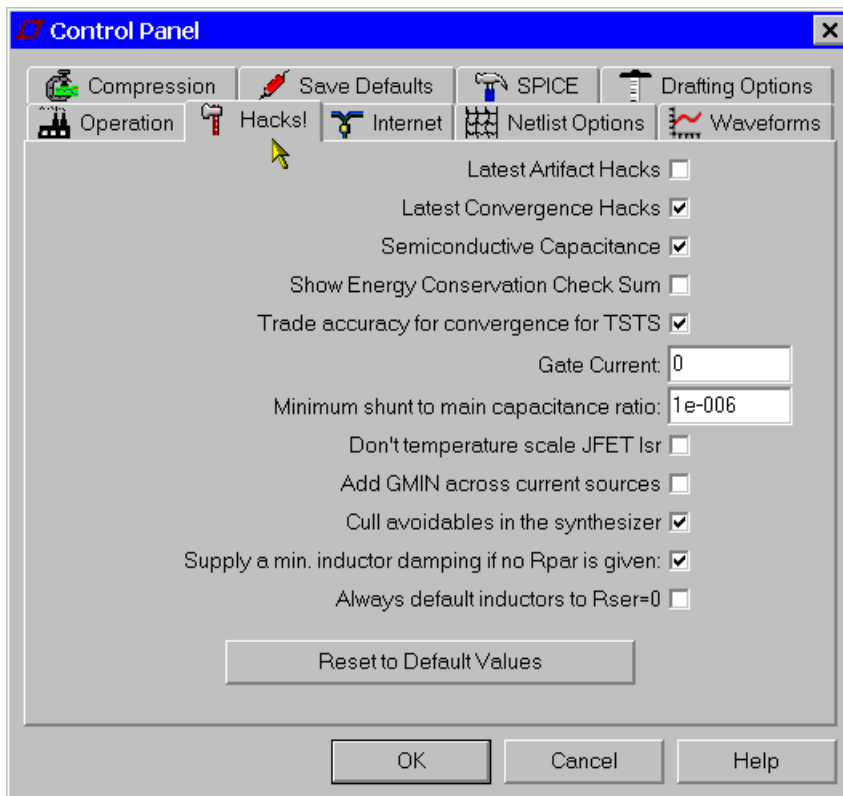 Control Panel
Compression Save Defaults SPICE Drafting Options
Operation Hacks! Internet Netlist Options Waveforms
Latest Artifact Hacks
Latest Convergence Hacks
Semiconductive Capacitance
Show Energy Conservation Check Sum
Trade accuracy for convergence for TSTS
Gate Current: 0
Minimum shunt to main capacitance ratio: 1e-006
Don't temperature scale JFET Isr
Add GMIN across current sources
Cull avoidables in the synthesizer
Supply a min. inductor damping if no Rpar is given:
Always default inductors to Rser=0
Reset to Default Values
OK Cancel Help